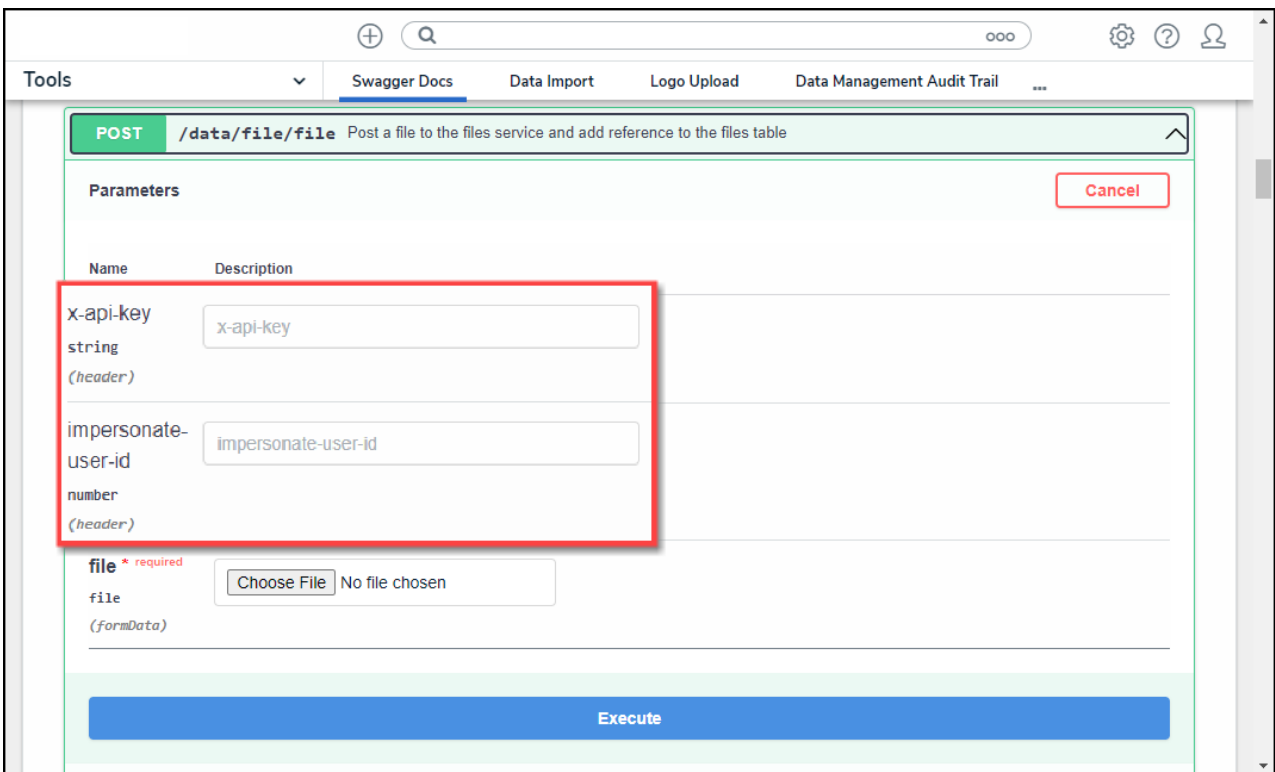 Tools
Swagger Docs
Data Import
Logo Upload
Data Management Audit Trail
...
POST /data/file/file Post a file to the files service and add reference to the files table
Parameters
Cancel
Name Description
x-api-key
x-api-key
string
(header)
impersonate-
user-id
impersonate-user-id
number
(header)
file * required
Choose File No file chosen
file
(formData)
Execute